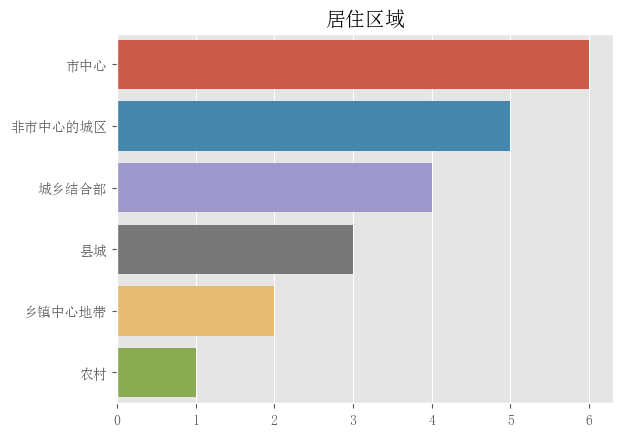 居住区域
市中心
非市中心的城区
城乡结合部
县城
乡镇中心地带
农村
0 1 2 3 4 5 6